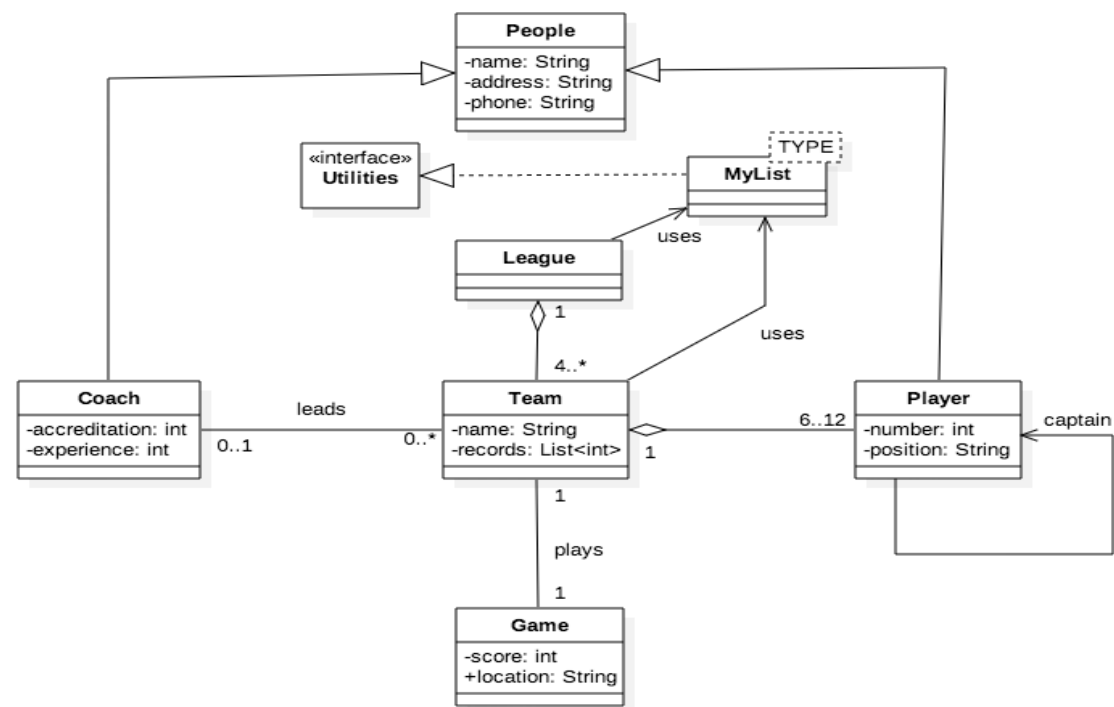 People
-name: String
-address: String
-phone: String
TYPE
«interface»
Utilities
MyList
uses
League
1
uses
4..*
Coach
-accreditation: int
-experience: int
leads
0..1
0..*
Team
-name: String
-records: List<int>
1
6..12
Player
-number: int
-position: String
captain
1
plays
1
Game
-score: int
+location: String